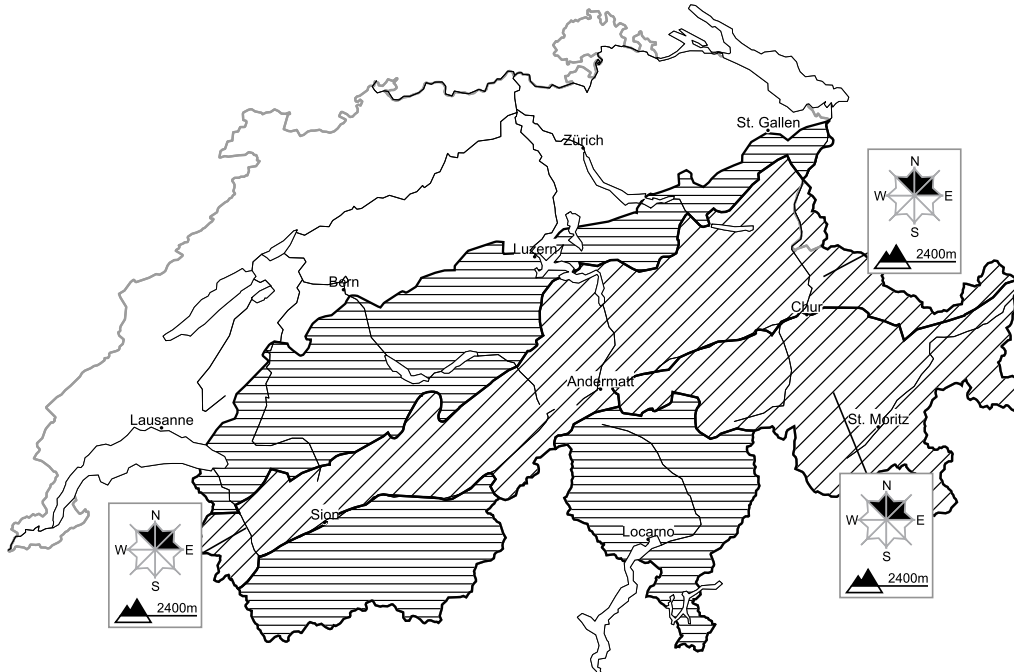 St. Gallen
Zürich
N
W E
S
2400m
Luzern
Bern
Chur
Andermatt
Lausanne
St. Moritz
N
W E
S
2400m
Sion
N
W E
S
2400m
Locarno